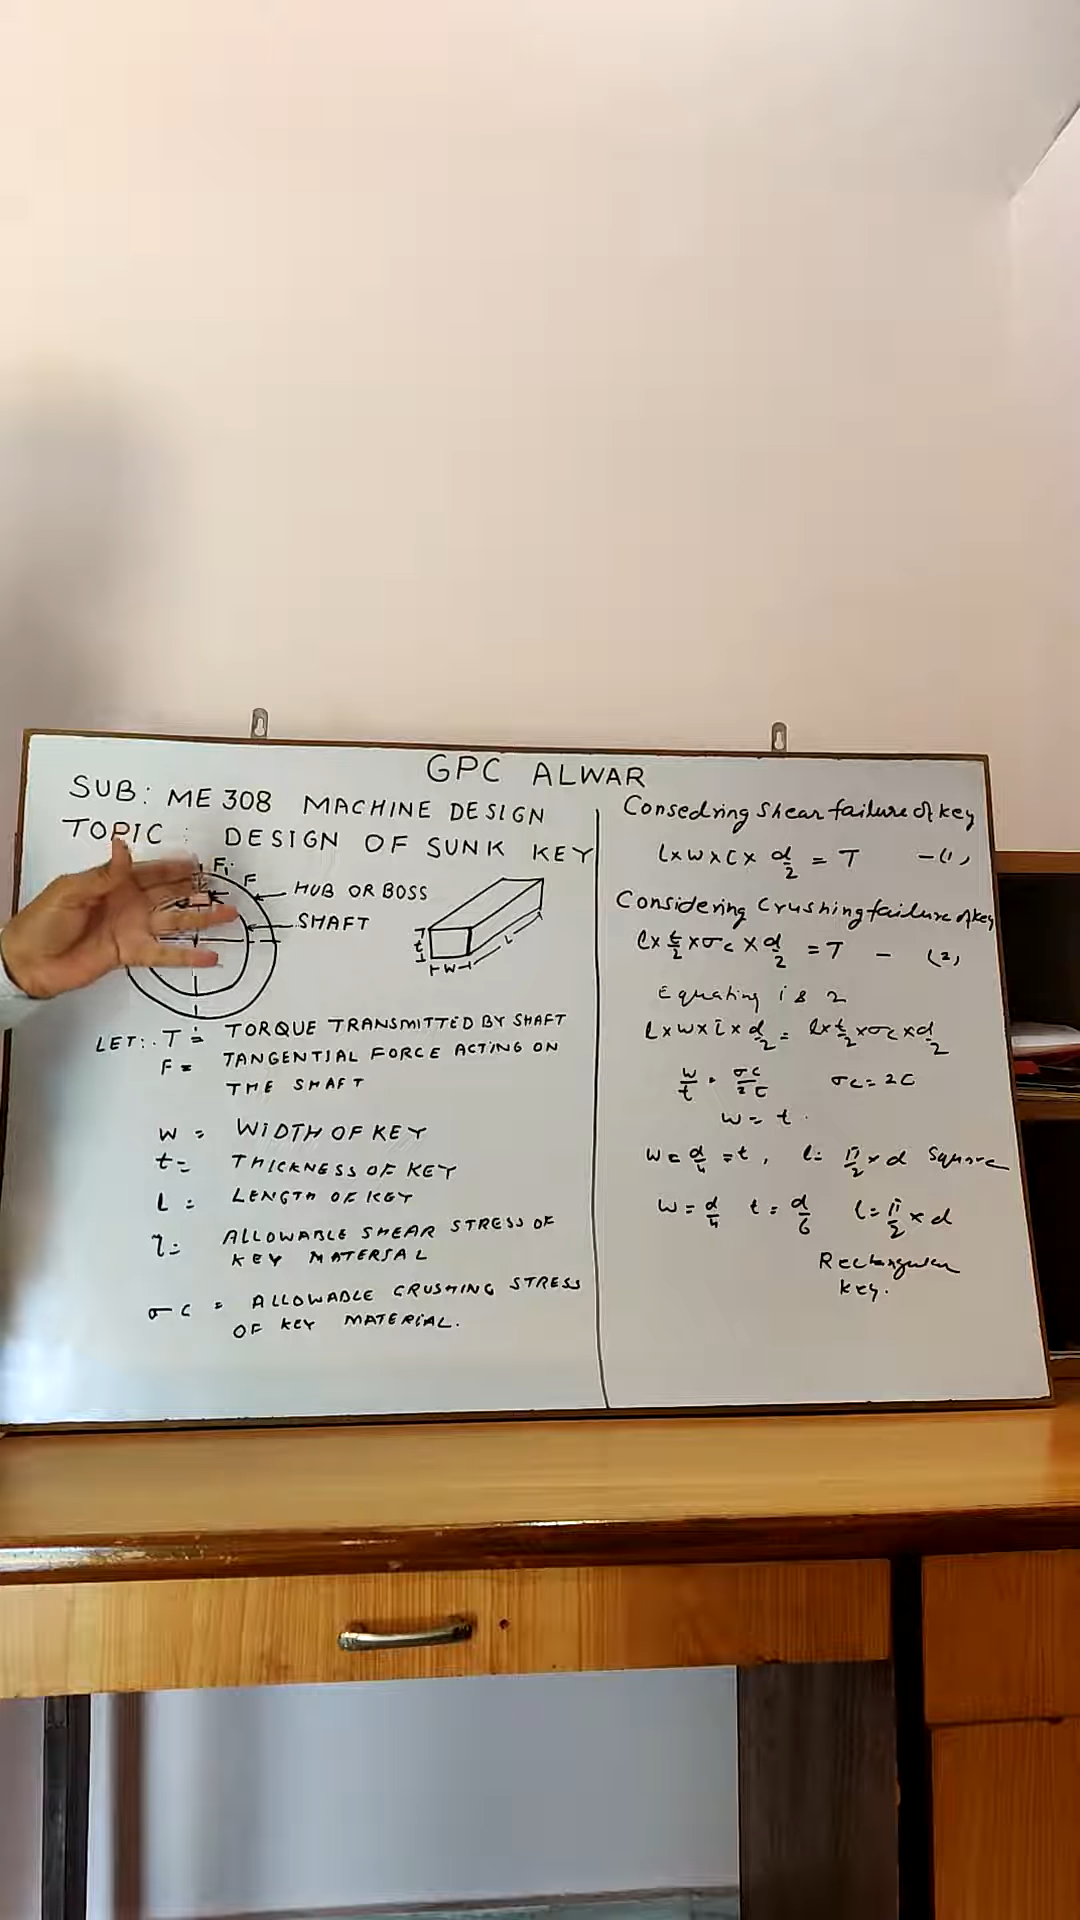 GPC ALWAR
SUB: ME 308 MACHINE DESIGN
TOPIC: DESIGN OF SUNK KEY
F
F
HUB OR BOSS
SHAFT
t
W
L
LET:. T = TORQUE TRANSMITTED BY SHAFT
F = TANGENTIAL FORCE ACTING ON
THE SHAFT
W = WIDTH OF KEY
t = THICKNESS OF KEY
L = LENGTH OF KEY
τ = ALLOWABLE SHEAR STRESS OF
KEY MATERIAL
σc = ALLOWABLE CRUSHING STRESS
OF KEY MATERIAL.
Consedring Shear failure of key
l×w×τ× d/2 = T -(1)
Considering Crushing failure of key
l× t/2 ×σc × d/2 = T - (2)
Equating 1 & 2
l×w×τ× d/2 = l× t/2 ×σc× d/2
w/t = σc/2τ σc = 2τ
w = t.
w = d/4 = t, l = π/2 × d Square
w = d/4 t = d/6 l = π/2 × d
Rectangular
key.